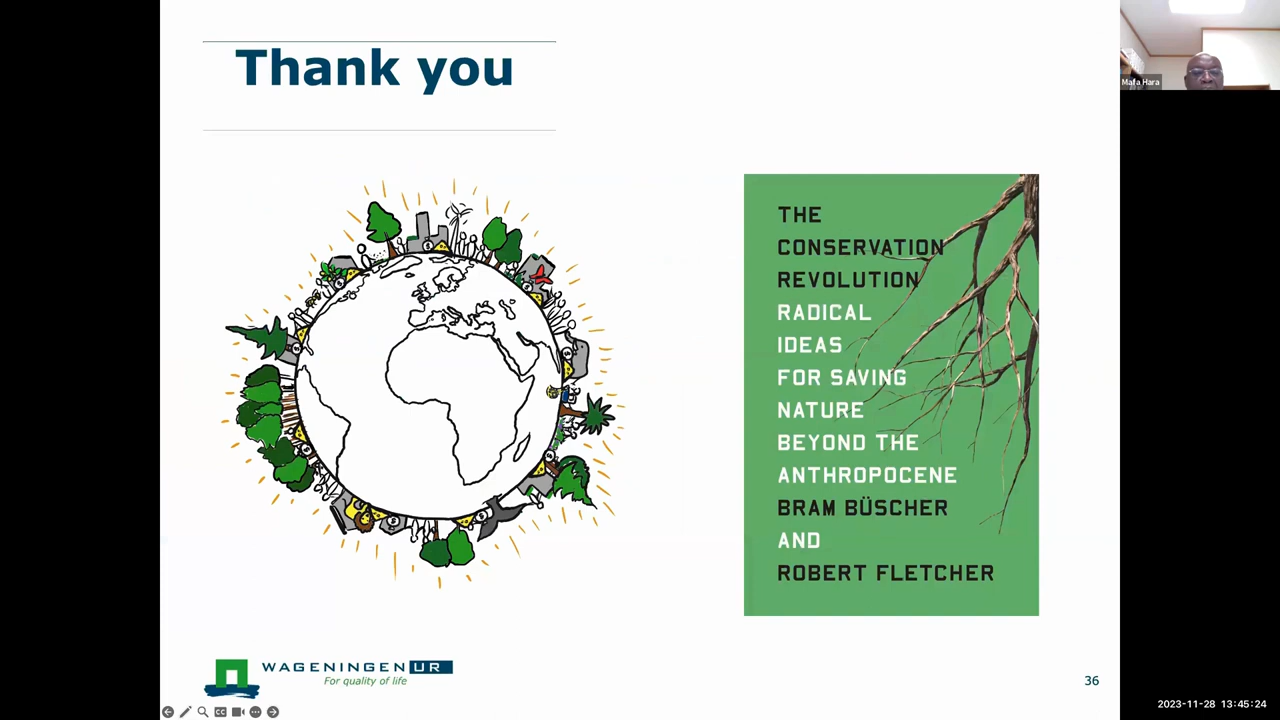 Thank you
THE
CONSERVATION
REVOLUTION
RADICAL
IDEAS
FOR SAVING
NATURE
BEYOND THE
ANTHROPOCENE
BRAM BÜSCHER
AND
ROBERT FLETCHER
WAGENINGEN UR
For quality of life
36
Mafa Hara
2023-11-28 13:45:24